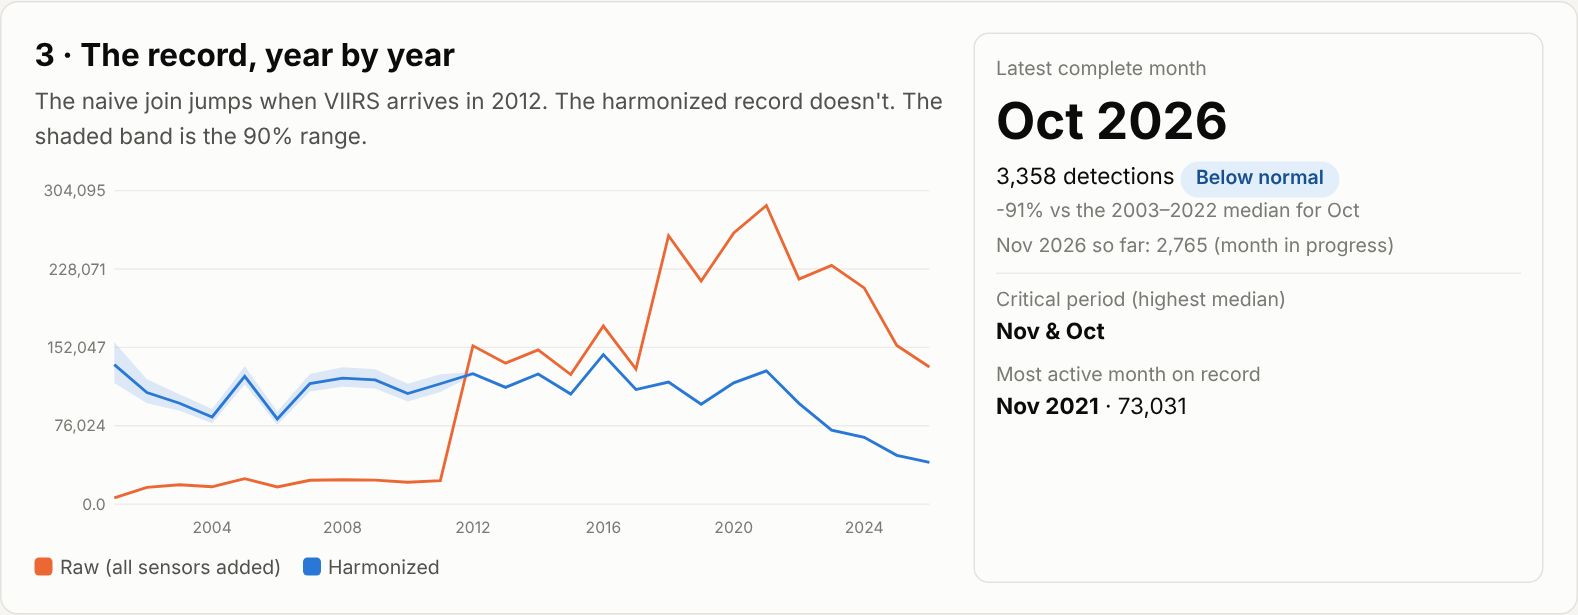 3 · The record, year by year
The naive join jumps when VIIRS arrives in 2012. The harmonized record doesn't. The
shaded band is the 90% range.
304,095
228,071
152,047
76,024
0.0
2004
2008
2012
2016
2020
2024
Raw (all sensors added)
Harmonized
Latest complete month
Oct 2026
3,358 detections
Below normal
-91% vs the 2003–2022 median for Oct
Nov 2026 so far: 2,765 (month in progress)
Critical period (highest median)
Nov & Oct
Most active month on record
Nov 2021 · 73,031